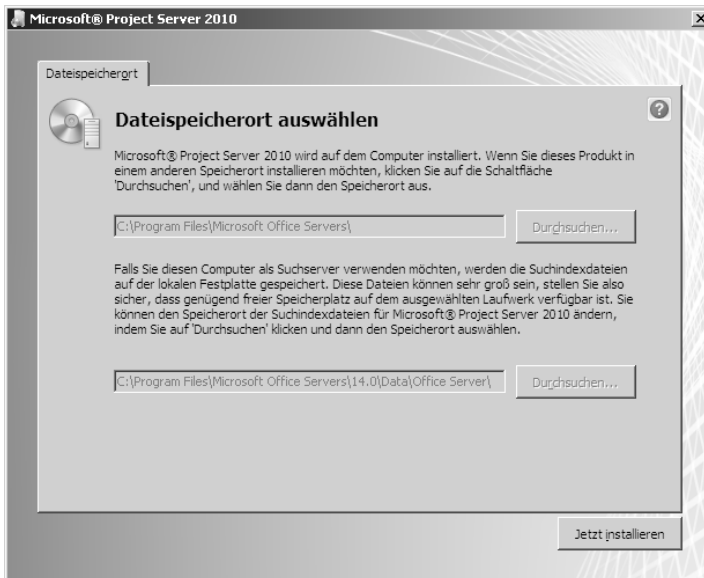 Microsoft® Project Server 2010
Dateispeicherort
Dateispeicherort auswählen
Microsoft® Project Server 2010 wird auf dem Computer installiert. Wenn Sie dieses Produkt in
einem anderen Speicherort installieren möchten, klicken Sie auf die Schaltfläche
'Durchsuchen', und wählen Sie dann den Speicherort aus.
C:\Program Files\Microsoft Office Servers\
Durchsuchen...
Falls Sie diesen Computer als Suchserver verwenden möchten, werden die Suchindexdateien
auf der lokalen Festplatte gespeichert. Diese Dateien können sehr groß sein, stellen Sie also
sicher, dass genügend freier Speicherplatz auf dem ausgewählten Laufwerk verfügbar ist. Sie
können den Speicherort der Suchindexdateien für Microsoft® Project Server 2010 ändern,
indem Sie auf 'Durchsuchen' klicken und dann den Speicherort auswählen.
C:\Program Files\Microsoft Office Servers\14.0\Data\Office Server\
Durchsuchen...
Jetzt installieren